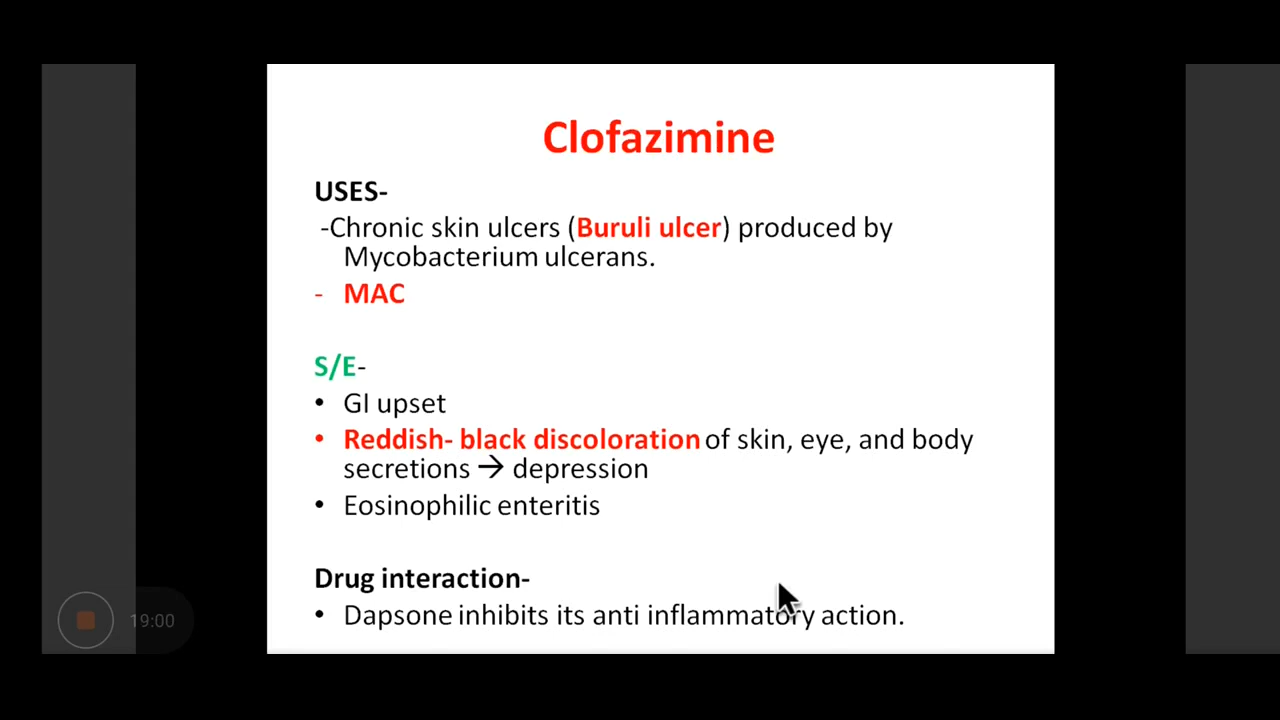 Clofazimine
USES-
-Chronic skin ulcers (Buruli ulcer) produced by
Mycobacterium ulcerans.
- MAC
S/E-
• GI upset
• Reddish- black discoloration of skin, eye, and body
secretions → depression
• Eosinophilic enteritis
Drug interaction-
• Dapsone inhibits its anti inflammatory action.
19:00